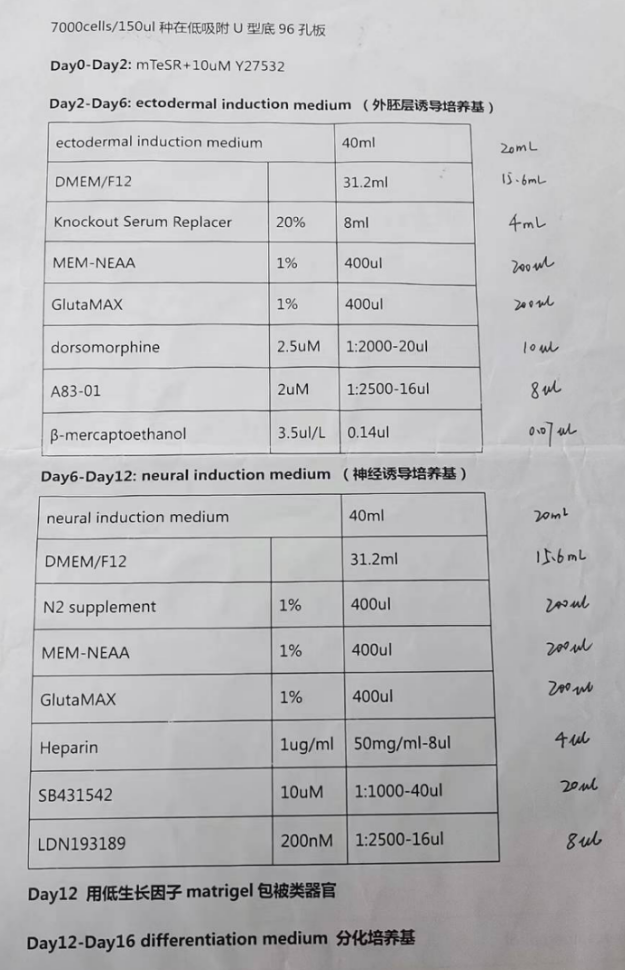 7000cells/150ul 种在低吸附 U 型底 96 孔板
Day0-Day2: mTeSR+10uM Y27532
Day2-Day6: ectodermal induction medium （外胚层诱导培养基）
ectodermal induction medium 40ml 20mL
DMEM/F12 31.2ml 15.6mL
Knockout Serum Replacer 20% 8ml 4mL
MEM-NEAA 1% 400ul 200ul
GlutaMAX 1% 400ul 200ul
dorsomorphine 2.5uM 1:2000-20ul 10ul
A83-01 2uM 1:2500-16ul 8ul
β-mercaptoethanol 3.5ul/L 0.14ul 0.07ul
Day6-Day12: neural induction medium （神经诱导培养基）
neural induction medium 40ml 20mL
DMEM/F12 31.2ml 15.6mL
N2 supplement 1% 400ul 200ul
MEM-NEAA 1% 400ul 200ul
GlutaMAX 1% 400ul 200ul
Heparin 1ug/ml 50mg/ml-8ul 4ul
SB431542 10uM 1:1000-40ul 20ul
LDN193189 200nM 1:2500-16ul 8ul
Day12 用低生长因子 matrigel 包被类器官
Day12-Day16 differentiation medium 分化培养基